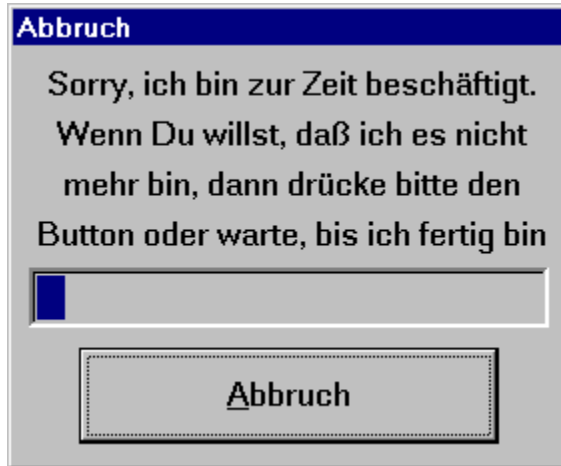 Abbruch
Sorry, ich bin zur Zeit beschäftigt.
Wenn Du willst, daß ich es nicht
mehr bin, dann drücke bitte den
Button oder warte, bis ich fertig bin
Abbruch